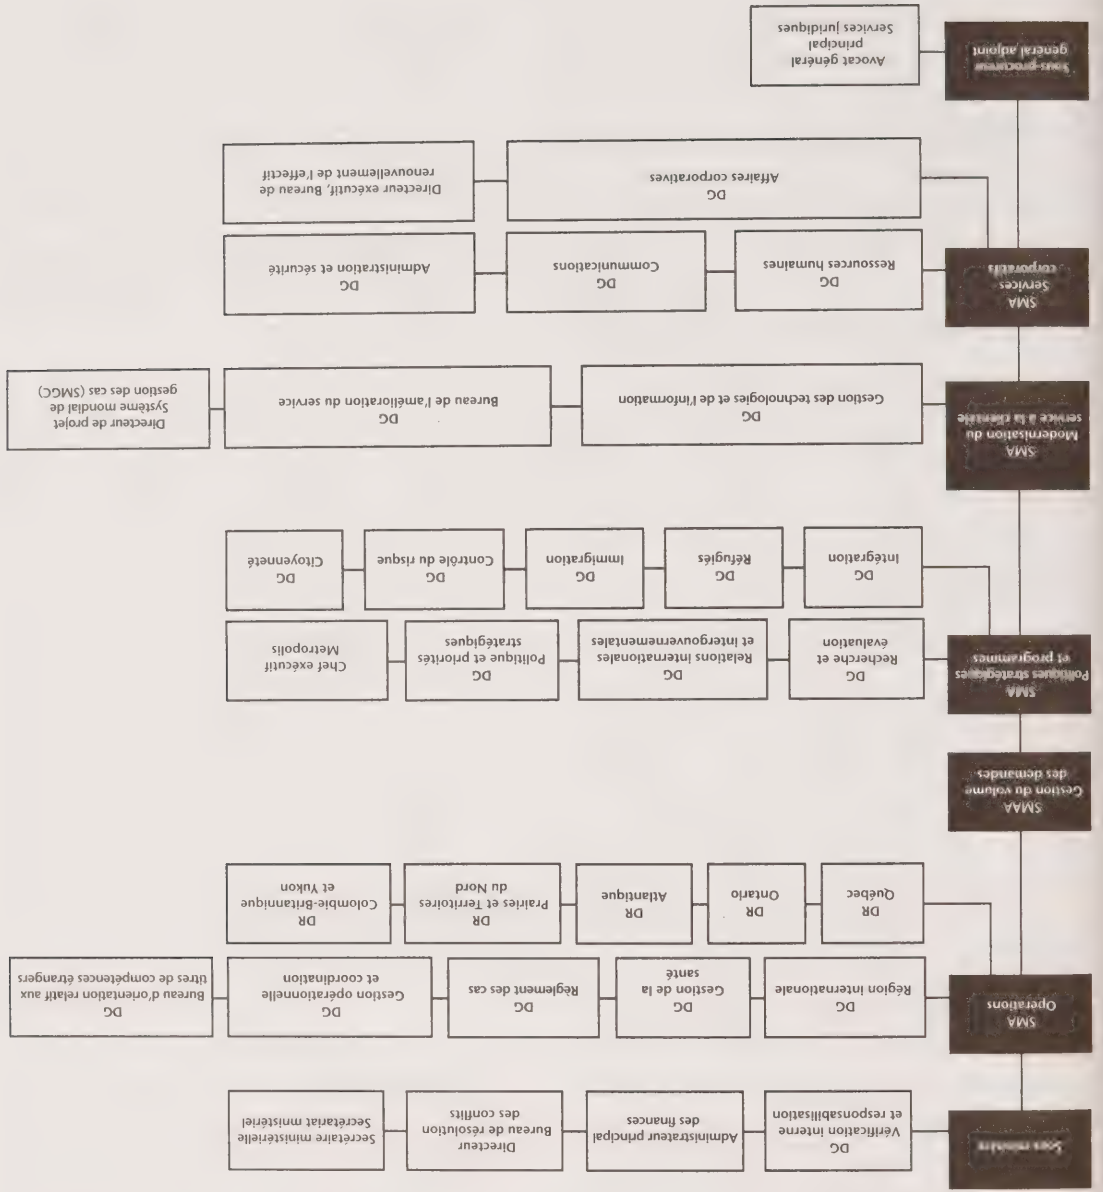 Sous-ministre
DG
Vérification interne
et responsabilisation
Administrateur principal
des finances
Directeur
Bureau de résolution
des conflits
Secrétaire ministérielle
Secrétariat mnistériel
SMA
Operations
DG
Région internationale
DG
Gestion de la
santé
DG
Règlement des cas
DG
Gestion opérationnelle
et coordination
DG
Bureau d'orientation relatif aux
titres de compétences étrangers
DR
Québec
DR
Ontario
DR
Atlantique
DR
Prairies et Territoires
du Nord
DR
Colombie-Britannique
et Yukon
SMAA
Gestion du volume
des demandes
SMA
Politiques stratégiques
et programmes
DG
Recherche et
évaluation
DG
Relations internationales
et intergouvernementales
DG
Politique et priorités
stratégiques
Chef exécutif
Metropolis
DG
Intégration
DG
Réfugiés
DG
Immigration
DG
Contrôle du risque
DG
Citoyenneté
SMA
Modernisation du
service à la clientèle
DG
Gestion des technologies et de l'information
DG
Bureau de l'amélioration du service
Directeur de projet
Système mondial de
gestion des cas (SMGC)
SMA
Services
corporatifs
DG
Ressources humaines
DG
Communications
DG
Administration et sécurité
DG
Affaires corporatives
Directeur exécutif, Bureau de
renouvellement de l'effectif
Sous-procureur
général adjoint
Avocat général
principal
Services juridiques